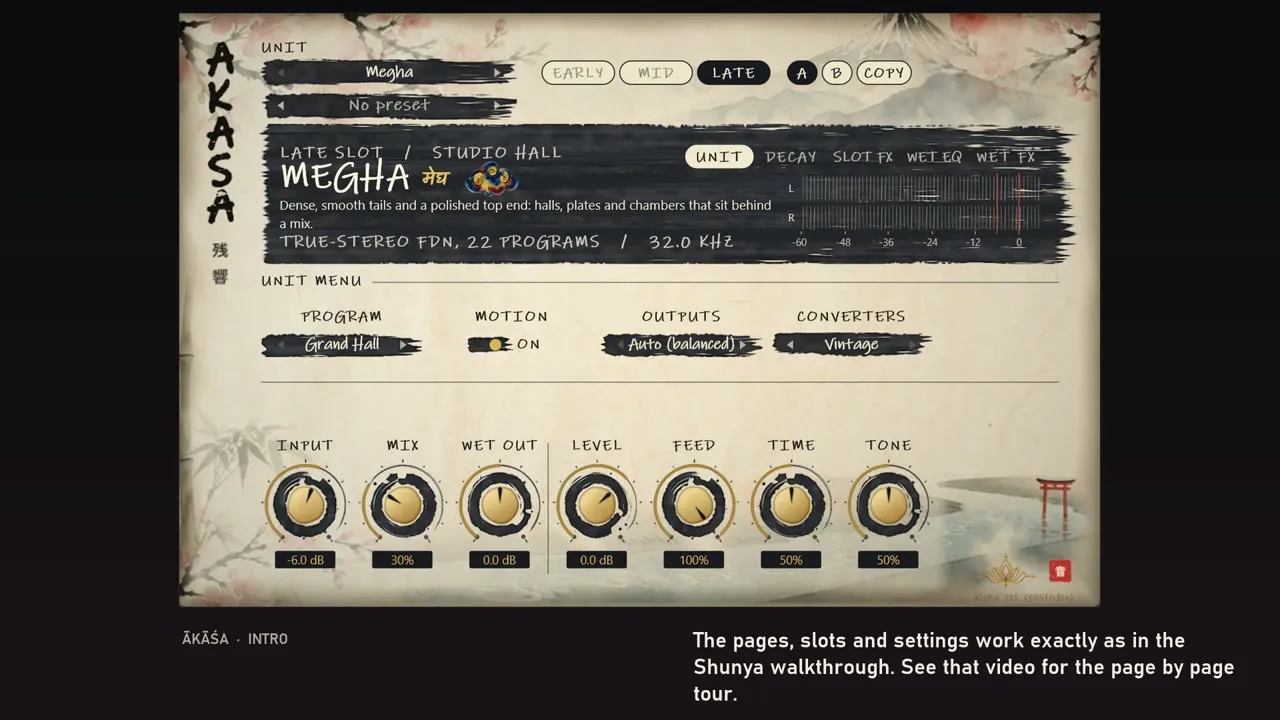 AKASA
残
響
UNIT
Megha
No preset
EARLY MID LATE A B COPY
LATE SLOT / STUDIO HALL
MEGHA मेघ
Dense, smooth tails and a polished top end: halls, plates and chambers that sit behind
a mix.
TRUE-STEREO FDN, 22 PROGRAMS / 32.0 KHZ
UNIT DECAY SLOT FX WET EQ WET FX
L
R
-60 -48 -36 -24 -12 0
UNIT MENU
PROGRAM MOTION OUTPUTS CONVERTERS
Grand Hall ON Auto (balanced) Vintage
INPUT MIX WET OUT LEVEL FEED TIME TONE
-6.0 dB 30% 0.0 dB 0.0 dB 100% 50% 50%
音
ĀKĀŚA · INTRO
The pages, slots and settings work exactly as in the
Shunya walkthrough. See that video for the page by page
tour.